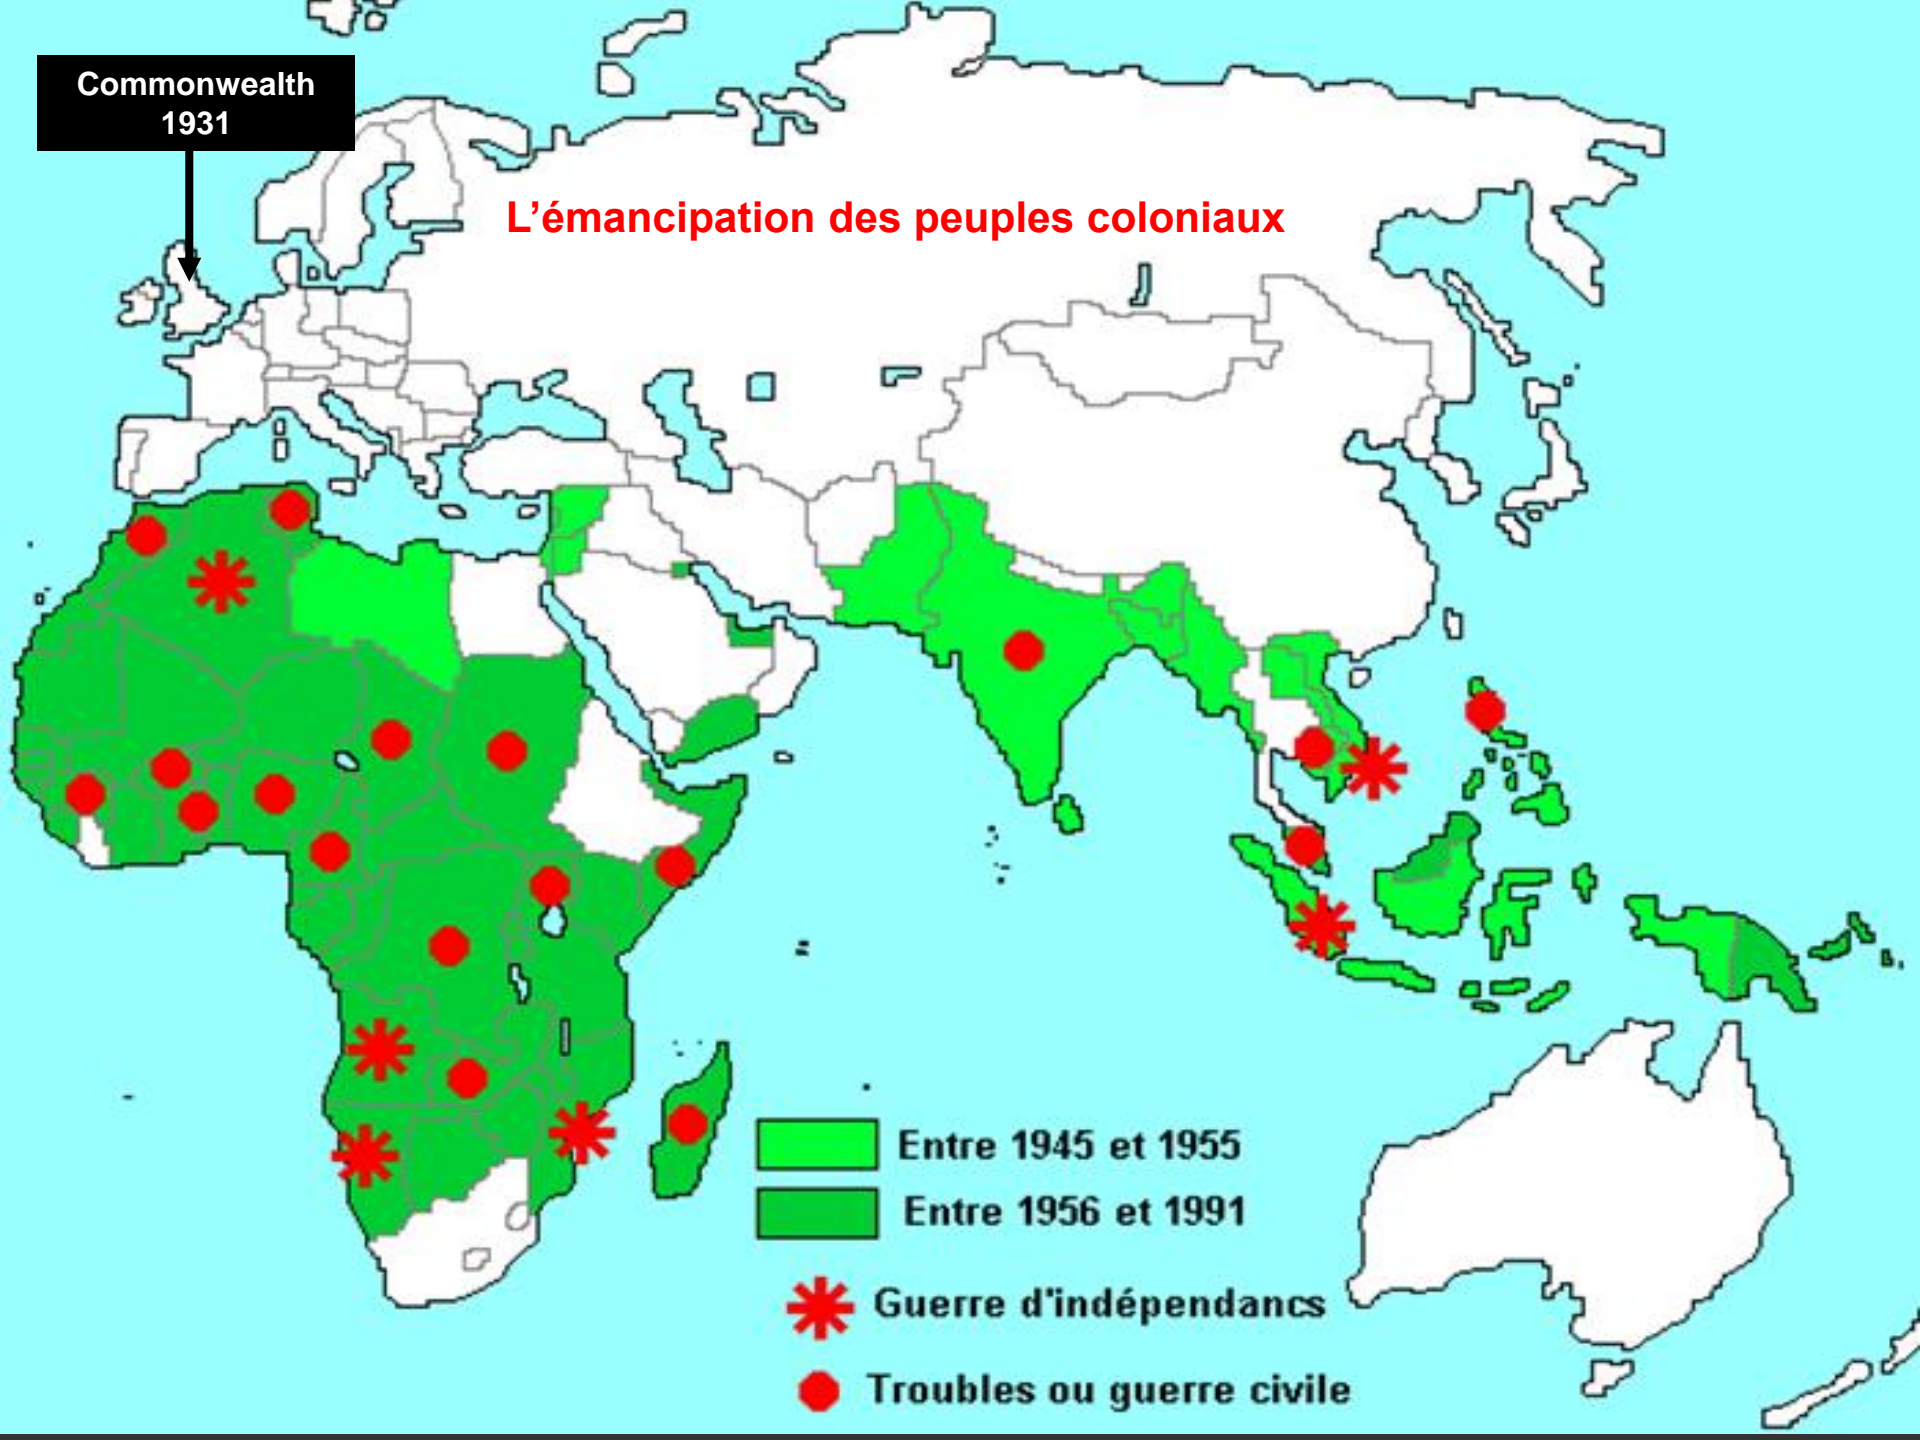 Commonwealth
1931
L’émancipation des peuples coloniaux
Entre 1945 et 1955
Entre 1956 et 1991
Guerre d'indépendancs
Troubles ou guerre civile